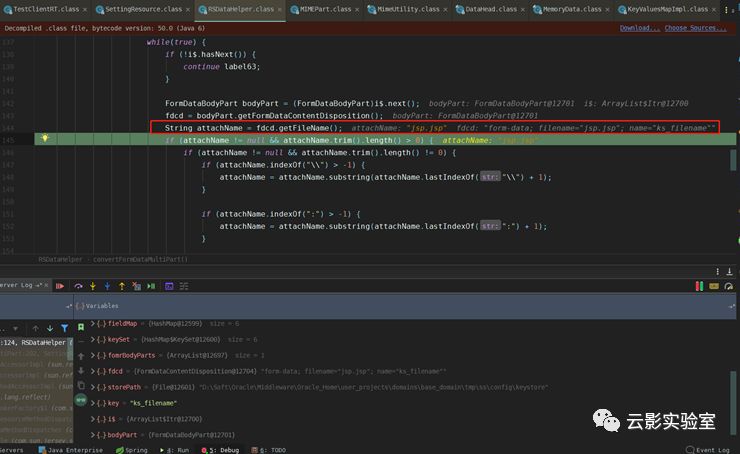 TestClientRT.class SettingResource.class RSDataHelper.class MIMEPart.class MimeUtility.class DataHead.class MemoryData.class KeyValuesMapImpl.class
Decompiled .class file, bytecode version: 50.0 (Java 6) Download... Choose Sources...
137 while(true) {
138 if (!i$.hasNext()) {
139 continue label63;
140 }
141
142 FormDataBodyPart bodyPart = (FormDataBodyPart)i$.next(); bodyPart: FormDataBodyPart@12701 i$: ArrayList$Itr@12700
143 fdcd = bodyPart.getFormDataContentDisposition(); bodyPart: FormDataBodyPart@12701
144 String attachName = fdcd.getFileName(); attachName: "jsp.jsp" fdcd: "form-data; filename="jsp.jsp"; name="ks_filename""
145 if (attachName != null && attachName.trim().length() > 0) { attachName: "jsp.jsp"
146 if (attachName != null && attachName.trim().length() != 0) {
147 if (attachName.indexOf("\\") > -1) {
148 attachName = attachName.substring(attachName.lastIndexOf( str: "\\") + 1);
149 }
150
151 if (attachName.indexOf(":") > -1) {
152 attachName = attachName.substring(attachName.lastIndexOf( str: ":") + 1);
153 }
154
RSDataHelper › convertFormDataMultiPart()
erver Log
Variables
fieldMap = {HashMap@12599} size = 6
keySet = {HashMap$KeySet@12600} size = 6
fomrBodyParts = {ArrayList@12697} size = 1
fdcd = {FormDataContentDisposition@12704} "form-data; filename="jsp.jsp"; name="ks_filename""
storePath = {File@12601} "D:\Saft\Oracle\Middleware\Oracle_Home\user_projects\domains\base_domain\tmp\ss\config\keystore"
key = "ks_filename"
i$ = {ArrayList$Itr@12700}
bodyPart = {FormDataBodyPart@12701}
:124, RSDataHelper
云影实验室
Servers Java Enterprise Spring 4: Run 5: Debug 6: TODO Event Log